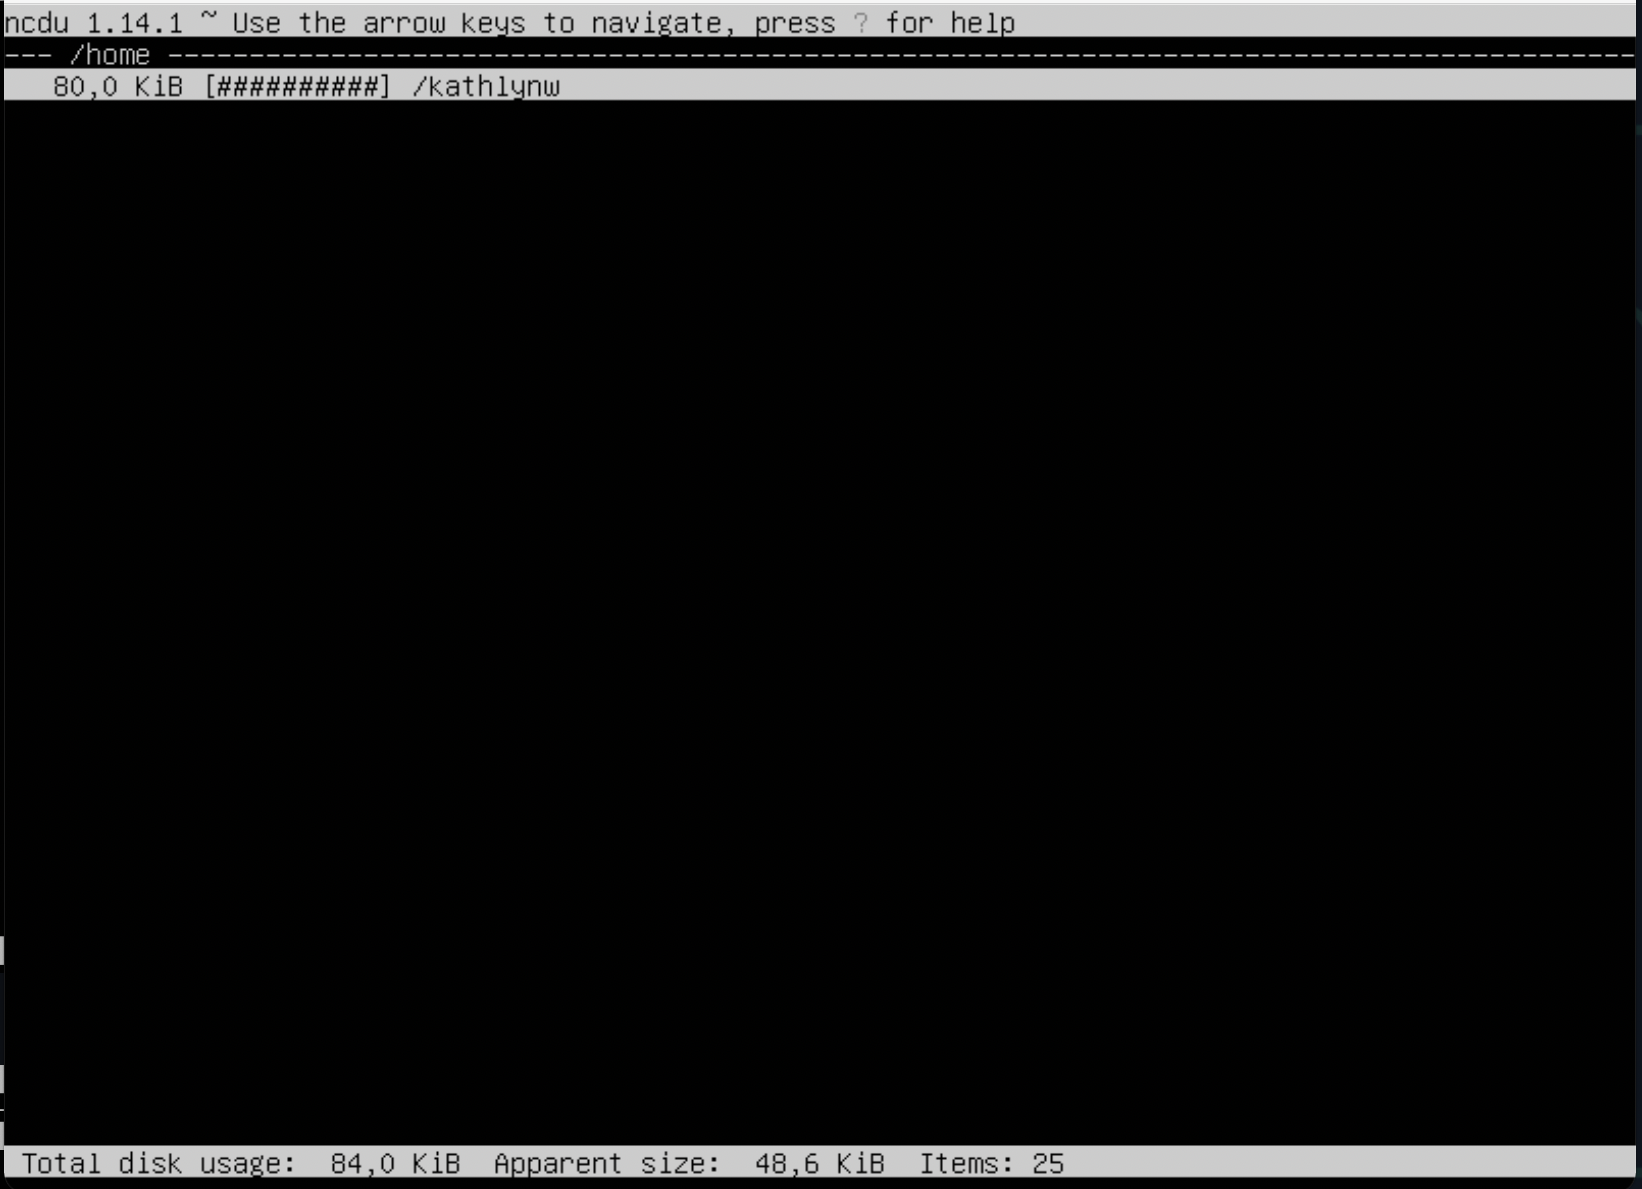 ncdu 1.14.1 ~ Use the arrow keys to navigate, press ? for help
--- /home ------------------------------------------------------------------------------------------
80,0 KiB [##########] /kathlynw
Total disk usage: 84,0 KiB Apparent size: 48,6 KiB Items: 25